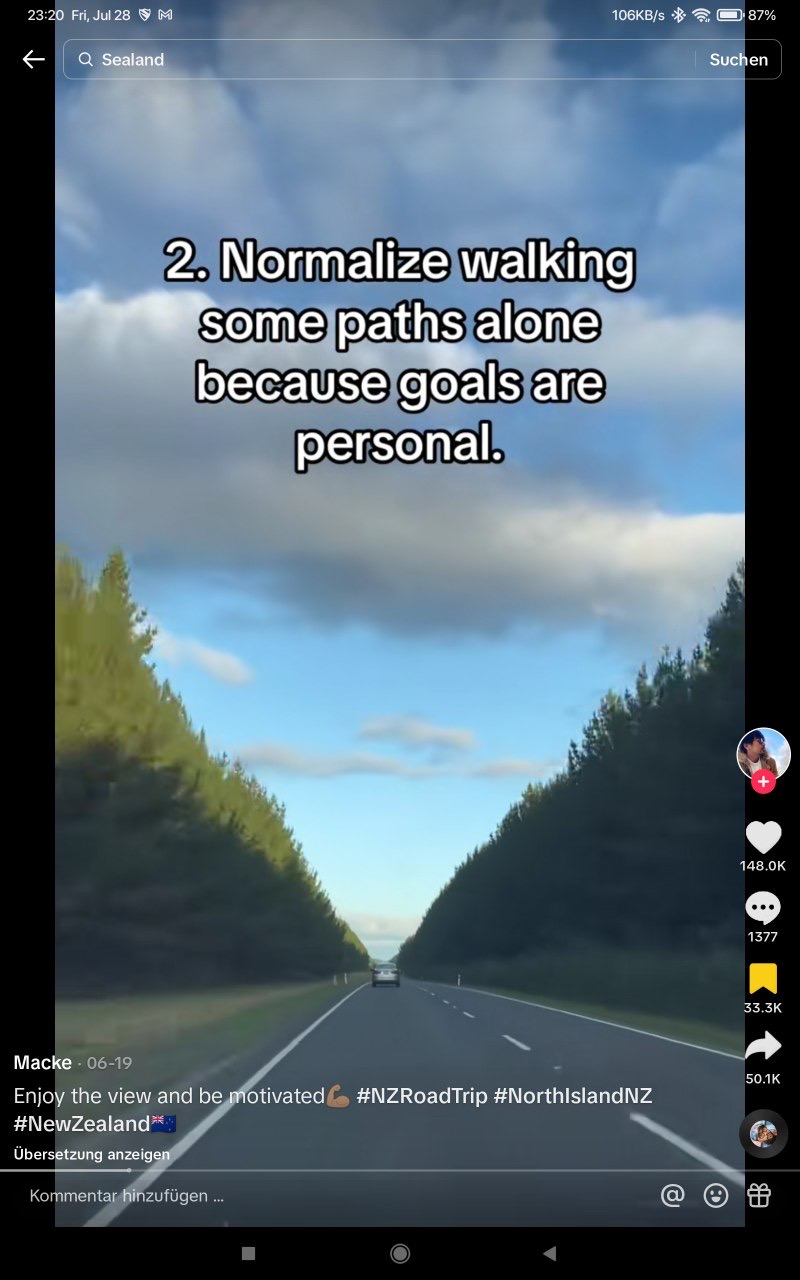 23:20 Fri, Jul 28
106KB/s 87%
Sealand
Suchen
2. Normalize walking
some paths alone
because goals are
personal.
148.0K
1377
33.3K
50.1K
Macke · 06-19
Enjoy the view and be motivated💪🏽 #NZRoadTrip #NorthIslandNZ
#NewZealand🇳🇿
Übersetzung anzeigen
Kommentar hinzufügen ...